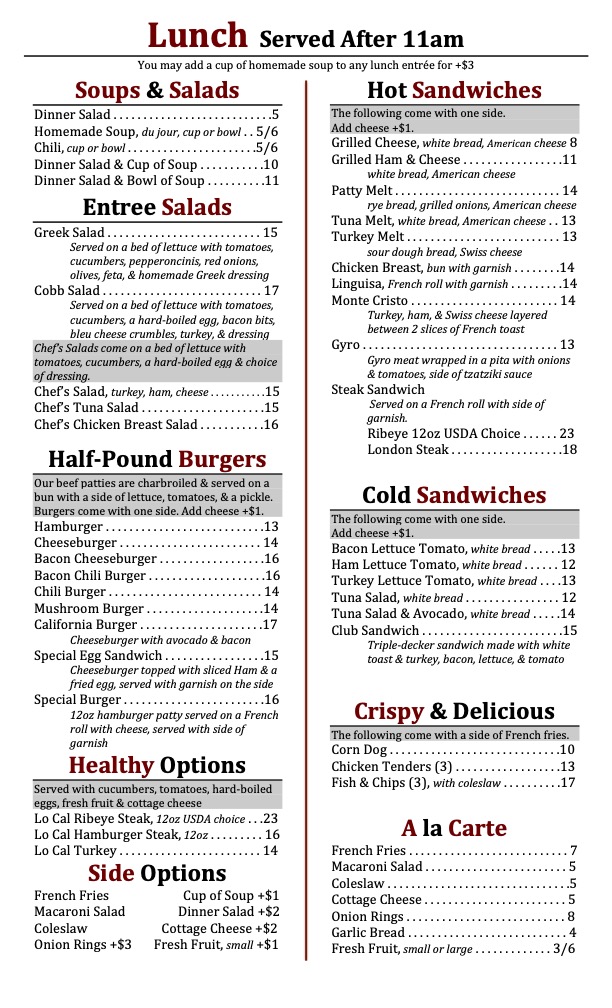 Lunch Served After 11am
You may add a cup of homemade soup to any lunch entrée for +$3
Soups & Salads
Dinner Salad . . . . . . . . . . . . . . . . . . . . . . . . .5
Homemade Soup, du jour, cup or bowl . . 5/6
Chili, cup or bowl . . . . . . . . . . . . . . . . . . . .5/6
Dinner Salad & Cup of Soup . . . . . . . . . .10
Dinner Salad & Bowl of Soup . . . . . . . . . 11
Entree Salads
Greek Salad . . . . . . . . . . . . . . . . . . . . . . . . 15
Served on a bed of lettuce with tomatoes,
cucumbers, pepperoncinis, red onions,
olives, feta, & homemade Greek dressing
Cobb Salad . . . . . . . . . . . . . . . . . . . . . . . . . 17
Served on a bed of lettuce with tomatoes,
cucumbers, a hard-boiled egg, bacon bits,
bleu cheese crumbles, turkey, & dressing
Chef's Salads come on a bed of lettuce with
tomatoes, cucumbers, a hard-boiled egg & choice
of dressing.
Chef's Salad, turkey, ham, cheese . . . . . . . . . . .15
Chef's Tuna Salad . . . . . . . . . . . . . . . . . . .15
Chef's Chicken Breast Salad . . . . . . . . . .16
Half-Pound Burgers
Our beef patties are charbroiled & served on a
bun with a side of lettuce, tomatoes, & a pickle.
Burgers come with one side. Add cheese +$1.
Hamburger . . . . . . . . . . . . . . . . . . . . . . . .13
Cheeseburger . . . . . . . . . . . . . . . . . . . . . . 14
Bacon Cheeseburger . . . . . . . . . . . . . . . . .16
Bacon Chili Burger . . . . . . . . . . . . . . . . . .16
Chili Burger . . . . . . . . . . . . . . . . . . . . . . . . 14
Mushroom Burger . . . . . . . . . . . . . . . . . . .14
California Burger . . . . . . . . . . . . . . . . . . . .17
Cheeseburger with avocado & bacon
Special Egg Sandwich . . . . . . . . . . . . . . . .15
Cheeseburger topped with sliced Ham & a
fried egg, served with garnish on the side
Special Burger . . . . . . . . . . . . . . . . . . . . . .16
12oz hamburger patty served on a French
roll with cheese, served with side of
garnish
Healthy Options
Served with cucumbers, tomatoes, hard-boiled
eggs, fresh fruit & cottage cheese
Lo Cal Ribeye Steak, 12oz USDA choice . . .23
Lo Cal Hamburger Steak, 12oz . . . . . . . . 16
Lo Cal Turkey . . . . . . . . . . . . . . . . . . . . . . 14
Side Options
French Fries Cup of Soup +$1
Macaroni Salad Dinner Salad +$2
Coleslaw Cottage Cheese +$2
Onion Rings +$3 Fresh Fruit, small +$1
Hot Sandwiches
The following come with one side.
Add cheese +$1.
Grilled Cheese, white bread, American cheese 8
Grilled Ham & Cheese . . . . . . . . . . . . . . . .11
white bread, American cheese
Patty Melt . . . . . . . . . . . . . . . . . . . . . . . . . . 14
rye bread, grilled onions, American cheese
Tuna Melt, white bread, American cheese . . 13
Turkey Melt . . . . . . . . . . . . . . . . . . . . . . . . 13
sour dough bread, Swiss cheese
Chicken Breast, bun with garnish . . . . . . . .14
Linguisa, French roll with garnish . . . . . . . . .14
Monte Cristo . . . . . . . . . . . . . . . . . . . . . . . 14
Turkey, ham, & Swiss cheese layered
between 2 slices of French toast
Gyro . . . . . . . . . . . . . . . . . . . . . . . . . . . . . . 13
Gyro meat wrapped in a pita with onions
& tomatoes, side of tzatziki sauce
Steak Sandwich
Served on a French roll with side of
garnish.
Ribeye 12oz USDA Choice . . . . . . 23
London Steak . . . . . . . . . . . . . . . . .18
Cold Sandwiches
The following come with one side.
Add cheese +$1.
Bacon Lettuce Tomato, white bread . . . . .13
Ham Lettuce Tomato, white bread . . . . . . 12
Turkey Lettuce Tomato, white bread . . . .13
Tuna Salad, white bread . . . . . . . . . . . . . . . 12
Tuna Salad & Avocado, white bread . . . . .14
Club Sandwich . . . . . . . . . . . . . . . . . . . . . .15
Triple-decker sandwich made with white
toast & turkey, bacon, lettuce, & tomato
Crispy & Delicious
The following come with a side of French fries.
Corn Dog . . . . . . . . . . . . . . . . . . . . . . . . . .10
Chicken Tenders (3) . . . . . . . . . . . . . . . . .13
Fish & Chips (3), with coleslaw . . . . . . . . . .17
A la Carte
French Fries . . . . . . . . . . . . . . . . . . . . . . . . . 7
Macaroni Salad . . . . . . . . . . . . . . . . . . . . . . 5
Coleslaw . . . . . . . . . . . . . . . . . . . . . . . . . . . .5
Cottage Cheese . . . . . . . . . . . . . . . . . . . . . . 5
Onion Rings . . . . . . . . . . . . . . . . . . . . . . . . . 8
Garlic Bread . . . . . . . . . . . . . . . . . . . . . . . . 4
Fresh Fruit, small or large . . . . . . . . . . . . . 3/6